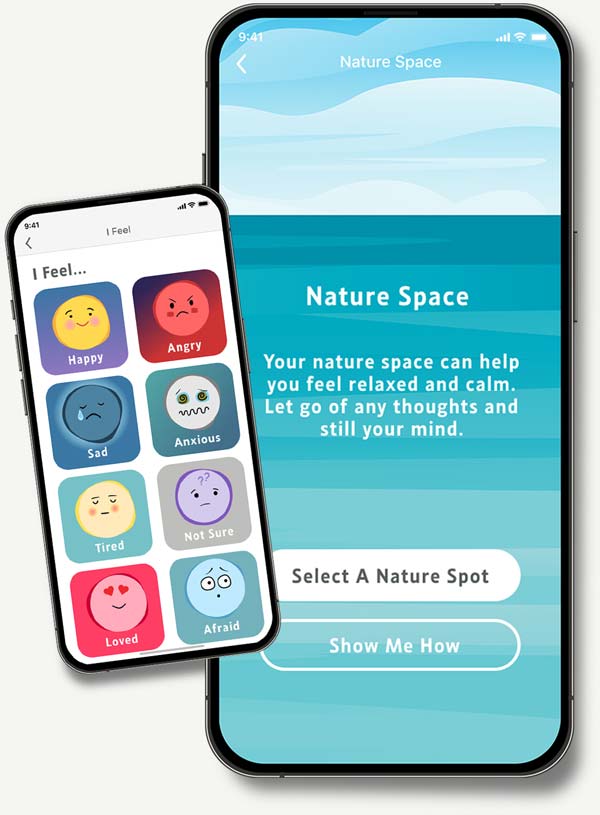 9:41
I Feel
I Feel...
Happy
Angry
Sad
Anxious
Tired
??
Not Sure
Loved
Afraid
9:41
Nature Space
Nature Space
Your nature space can help
you feel relaxed and calm.
Let go of any thoughts and
still your mind.
Select A Nature Spot
Show Me How